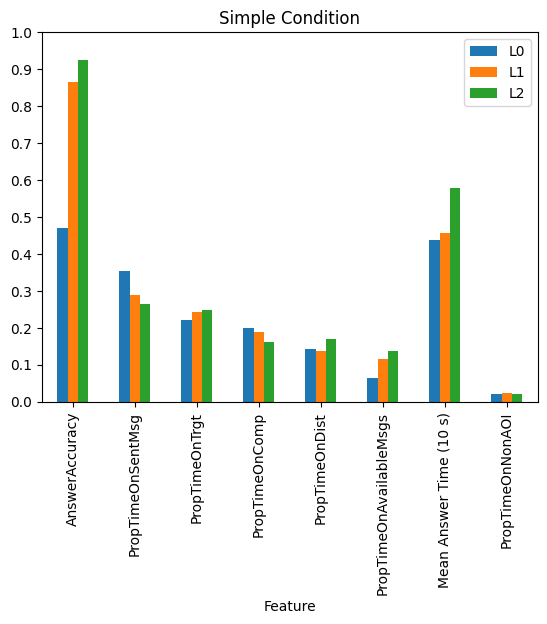 Simple Condition
1.0
0.9
0.8
0.7
0.6
0.5
0.4
0.3
0.2
0.1
0.0
L0
L1
L2
AnswerAccuracy
PropTimeOnSentMsg
PropTimeOnTrgt
PropTimeOnComp
PropTimeOnDist
PropTimeOnAvailableMsgs
Mean Answer Time (10 s)
PropTimeOnNonAOI
Feature